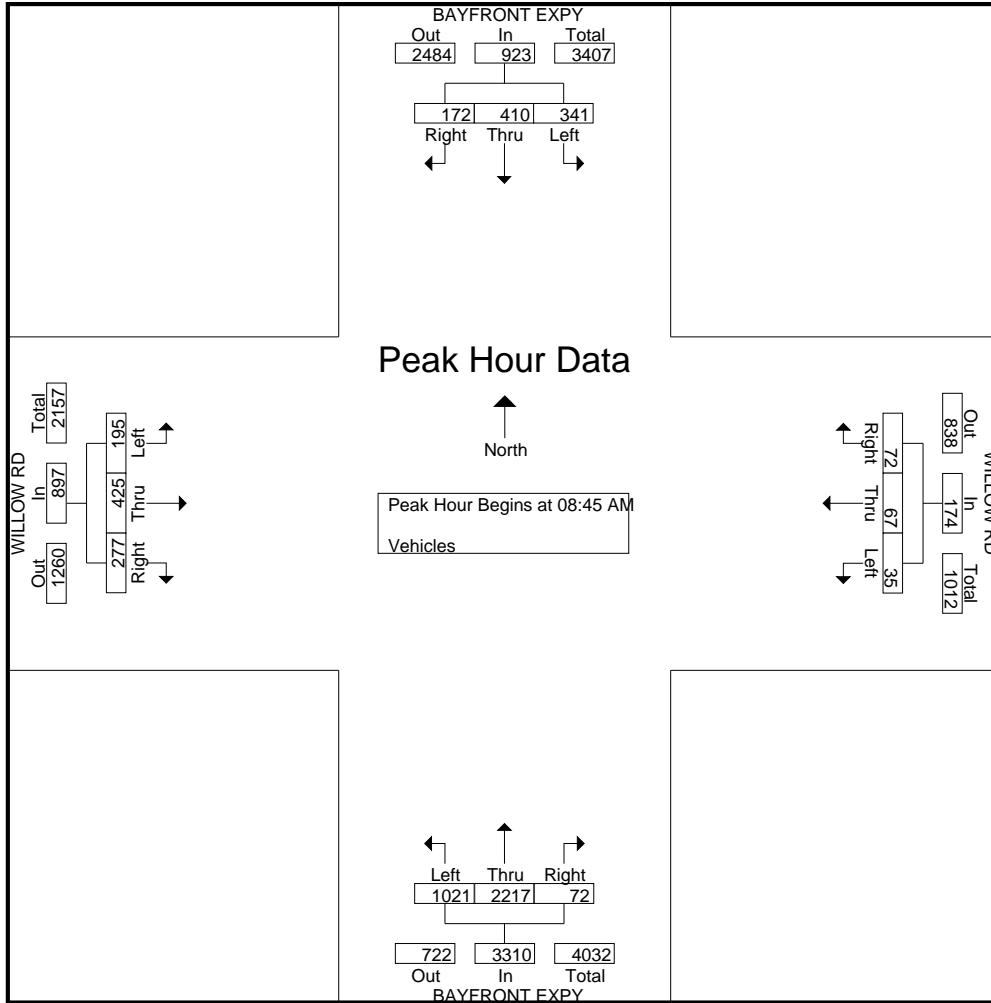 BAYFRONT EXPY
Out In Total
2484 923 3407
172 410 341
Right Thru Left
Peak Hour Data
North
Peak Hour Begins at 08:45 AM
Vehicles
WILLOW RD
Total In Out
2157 897 1260
195 425 277
Left Thru Right
WILLOW RD
Out In Total
838 174 1012
72 67 35
Right Thru Left
Left Thru Right
1021 2217 72
722 3310 4032
Out In Total
BAYFRONT EXPY